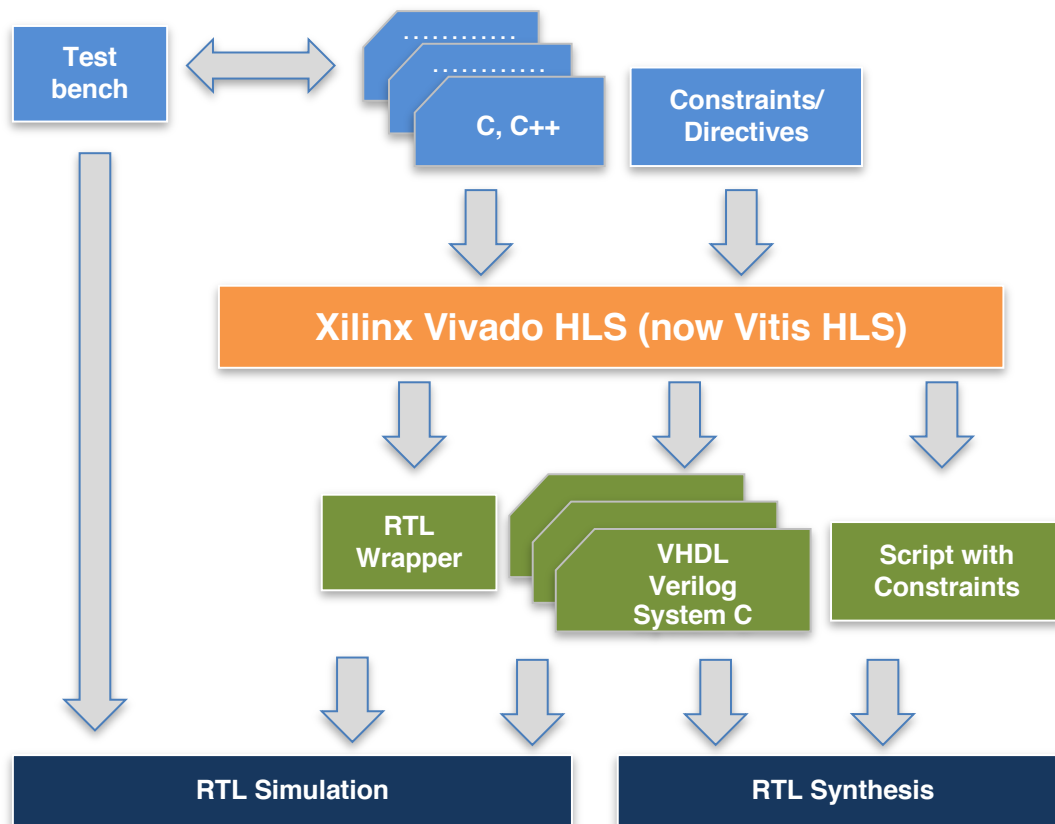 Test
bench
............
............
C, C++
Constraints/
Directives
Xilinx Vivado HLS (now Vitis HLS)
RTL
Wrapper
VHDL
Verilog
System C
Script with
Constraints
RTL Simulation
RTL Synthesis